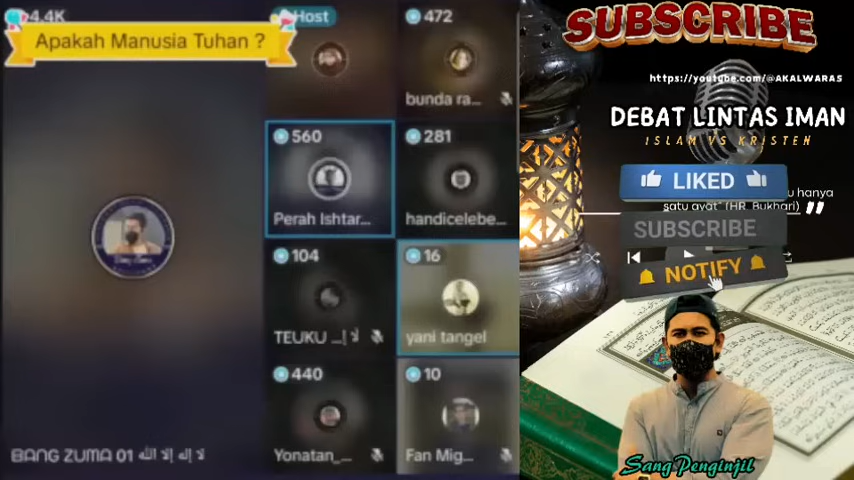 4.4K
Apakah Manusia Tuhan ?
BANG ZUMA 01 لا إله إلا الله
Host
472
bunda ra...
560
Perah Ishtar...
281
handicelebe...
104
TEUKU ...
16
yani tangel
440
Yonatan_...
10
Fan Mig...
SUBSCRIBE
https://youtube.com/@AKALWARAS
DEBAT LINTAS IMAN
ISLAM VS KRISTEN
LIKED
u hanya
satu ayat" (HR. Bukhari)
SUBSCRIBE
NOTIFY
Sang Penginjil